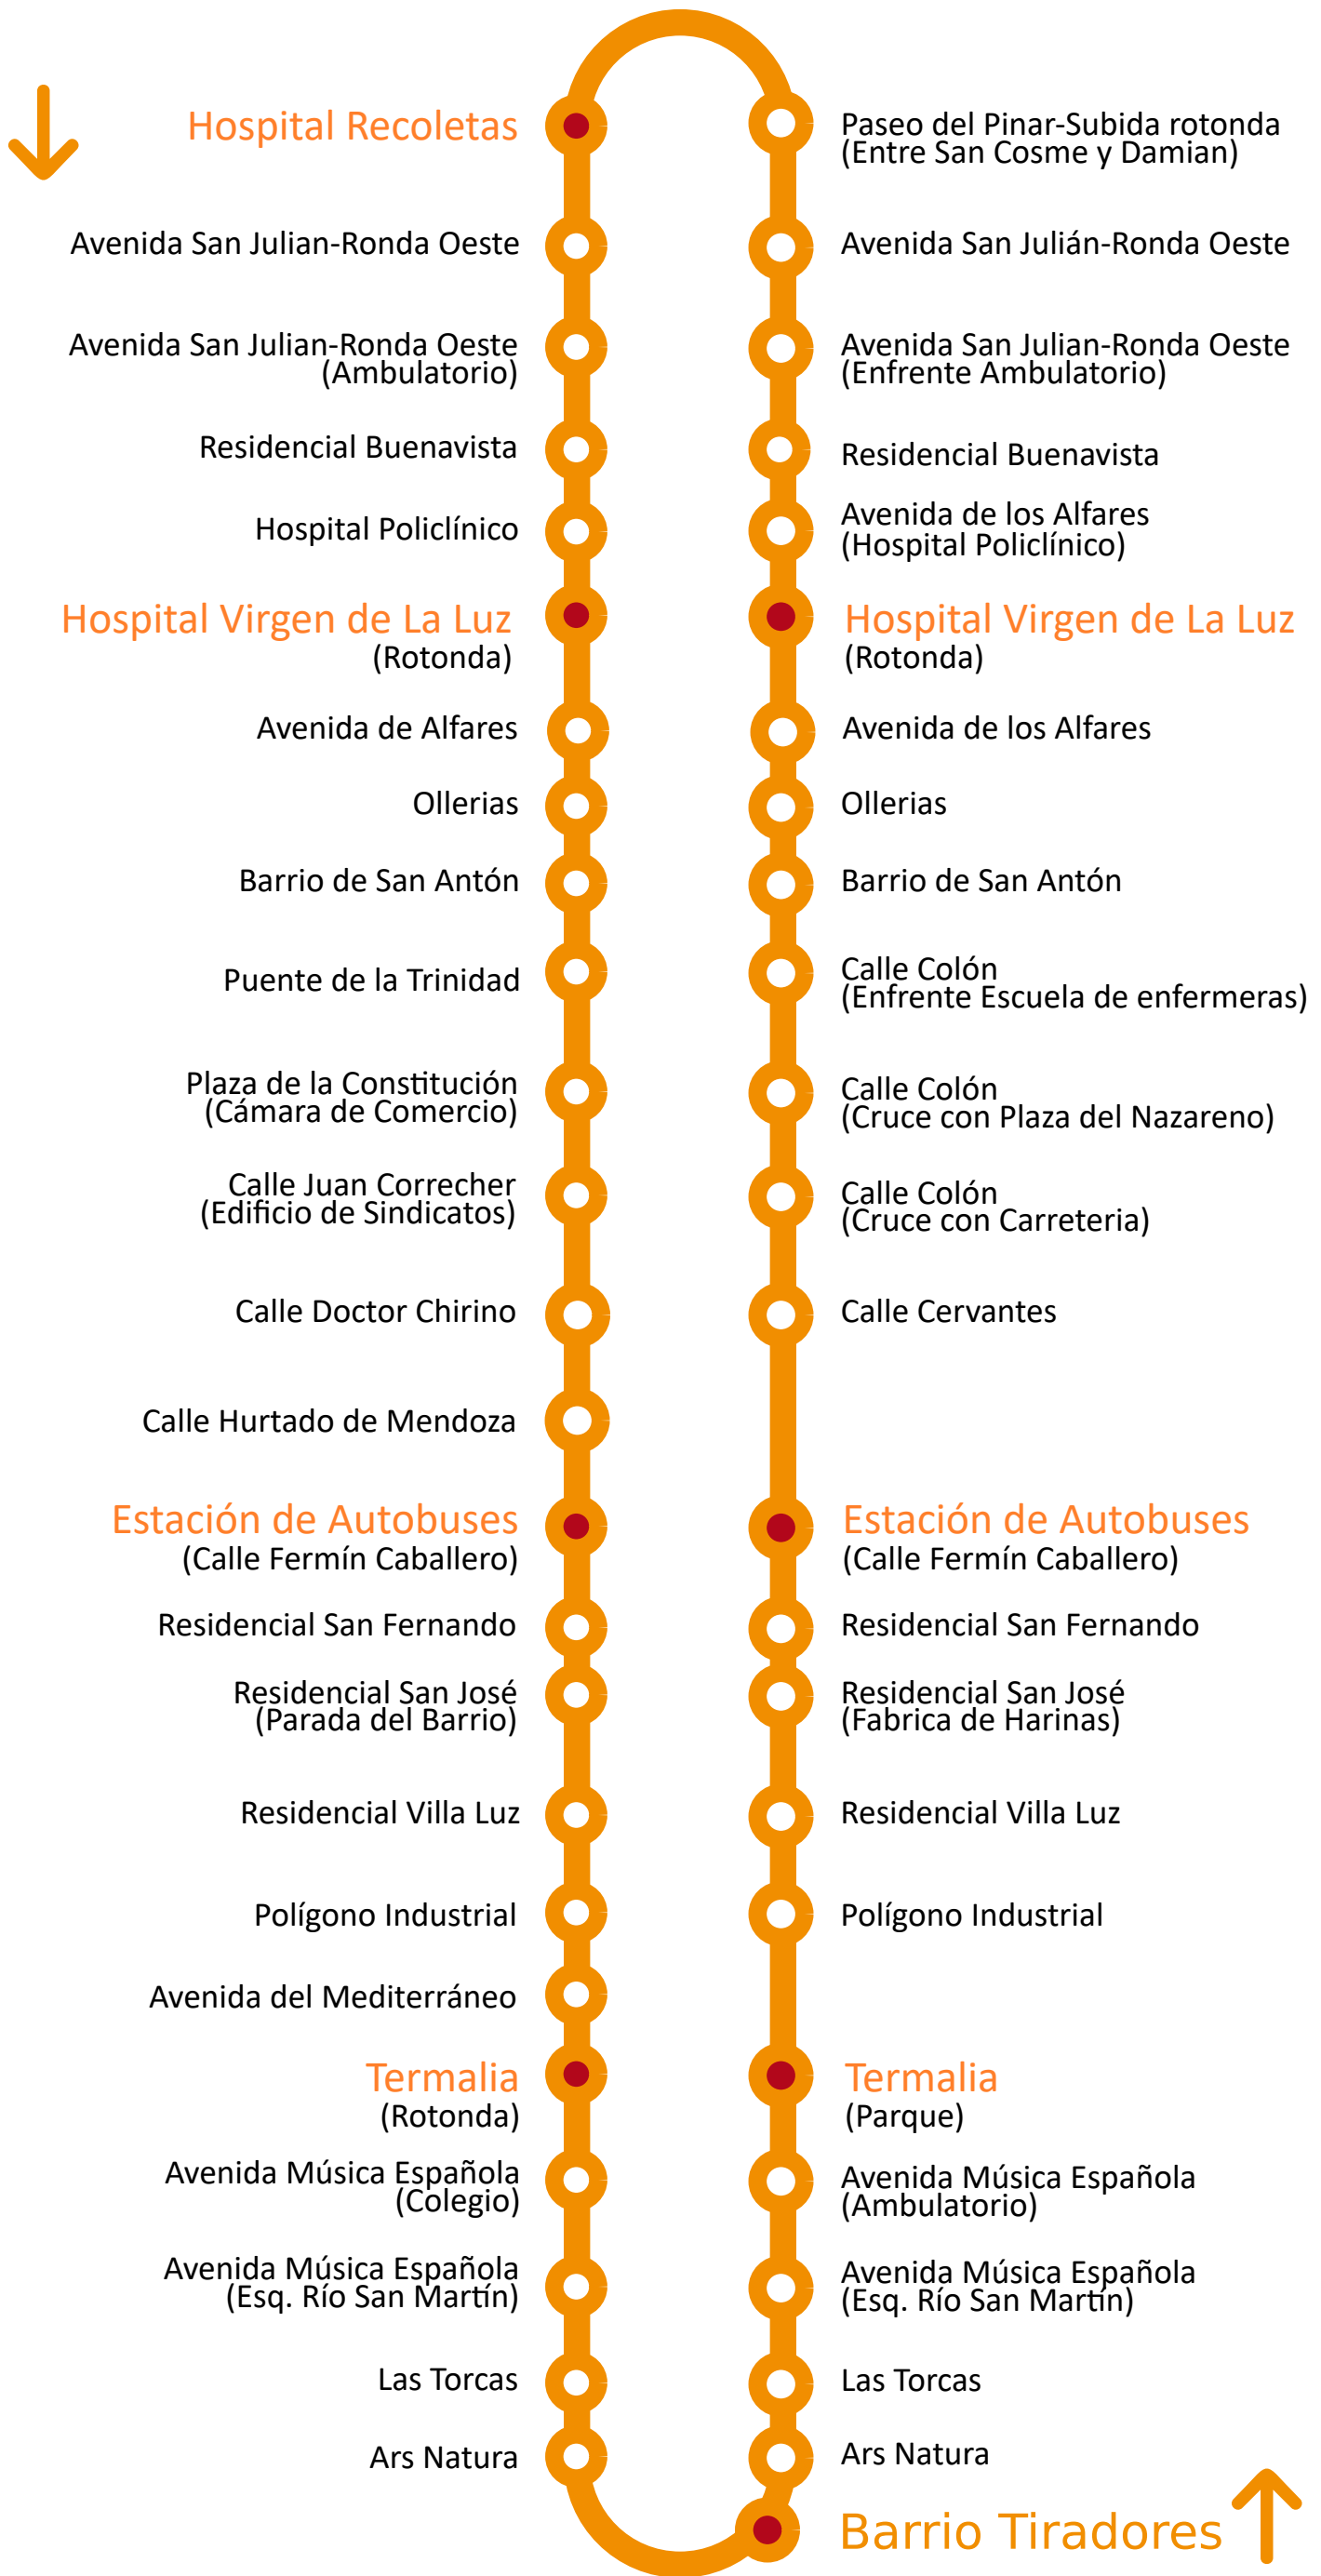 Hospital Recoletas
Avenida San Julian-Ronda Oeste
Avenida San Julian-Ronda Oeste
(Ambulatorio)
Residencial Buenavista
Hospital Policlínico
Hospital Virgen de La Luz
(Rotonda)
Avenida de Alfares
Ollerias
Barrio de San Antón
Puente de la Trinidad
Plaza de la Constitución
(Cámara de Comercio)
Calle Juan Correcher
(Edificio de Sindicatos)
Calle Doctor Chirino
Calle Hurtado de Mendoza
Estación de Autobuses
(Calle Fermín Caballero)
Residencial San Fernando
Residencial San José
(Parada del Barrio)
Residencial Villa Luz
Polígono Industrial
Avenida del Mediterráneo
Termalia
(Rotonda)
Avenida Música Española
(Colegio)
Avenida Música Española
(Esq. Río San Martín)
Las Torcas
Ars Natura
Paseo del Pinar-Subida rotonda
(Entre San Cosme y Damian)
Avenida San Julián-Ronda Oeste
Avenida San Julian-Ronda Oeste
(Enfrente Ambulatorio)
Residencial Buenavista
Avenida de los Alfares
(Hospital Policlínico)
Hospital Virgen de La Luz
(Rotonda)
Avenida de los Alfares
Ollerias
Barrio de San Antón
Calle Colón
(Enfrente Escuela de enfermeras)
Calle Colón
(Cruce con Plaza del Nazareno)
Calle Colón
(Cruce con Carreteria)
Calle Cervantes
Estación de Autobuses
(Calle Fermín Caballero)
Residencial San Fernando
Residencial San José
(Fabrica de Harinas)
Residencial Villa Luz
Polígono Industrial
Termalia
(Parque)
Avenida Música Española
(Ambulatorio)
Avenida Música Española
(Esq. Río San Martín)
Las Torcas
Ars Natura
Barrio Tiradores